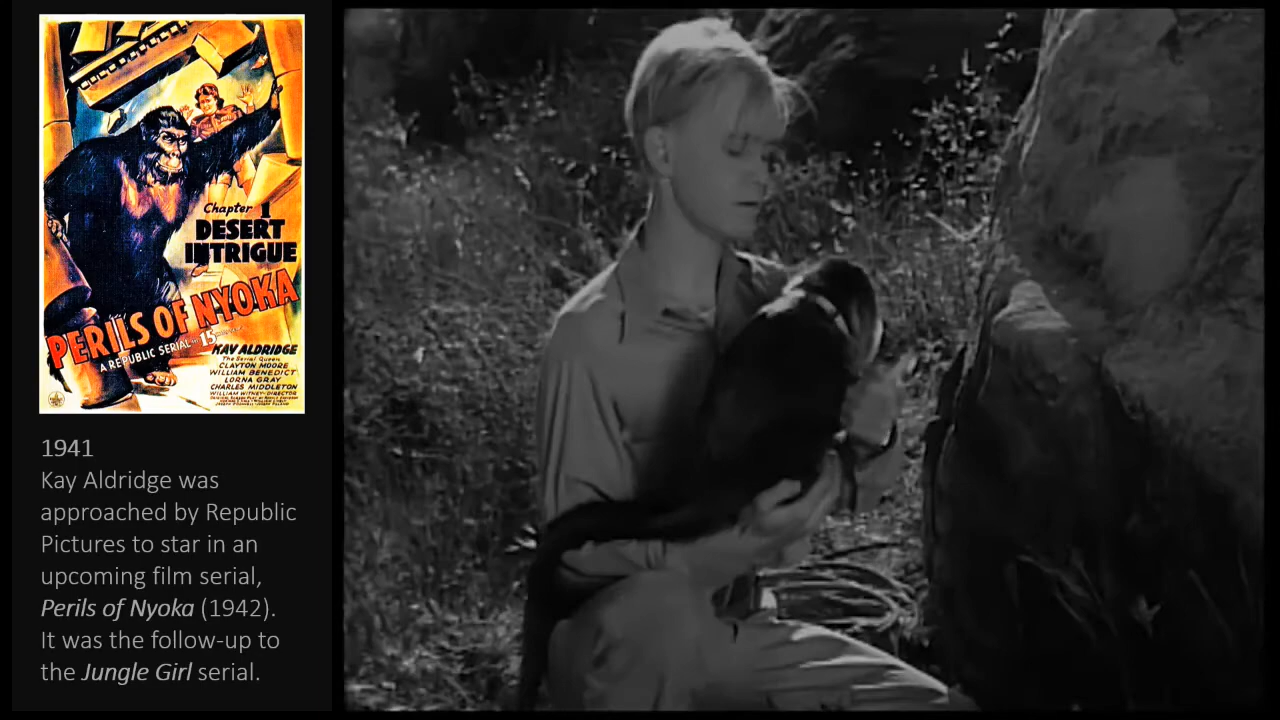 Chapter 1
DESERT
INTRIGUE
PERILS OF NYOKA
A REPUBLIC SERIAL IN 15
KAY ALDRIDGE
The Serial Queen
CLAYTON MOORE
WILLIAM BENEDICT
LORNA GRAY
CHARLES MIDDLETON
WILLIAM WITNEY-DIRECTOR
1941
Kay Aldridge was
approached by Republic
Pictures to star in an
upcoming film serial,
Perils of Nyoka (1942).
It was the follow-up to
the Jungle Girl serial.